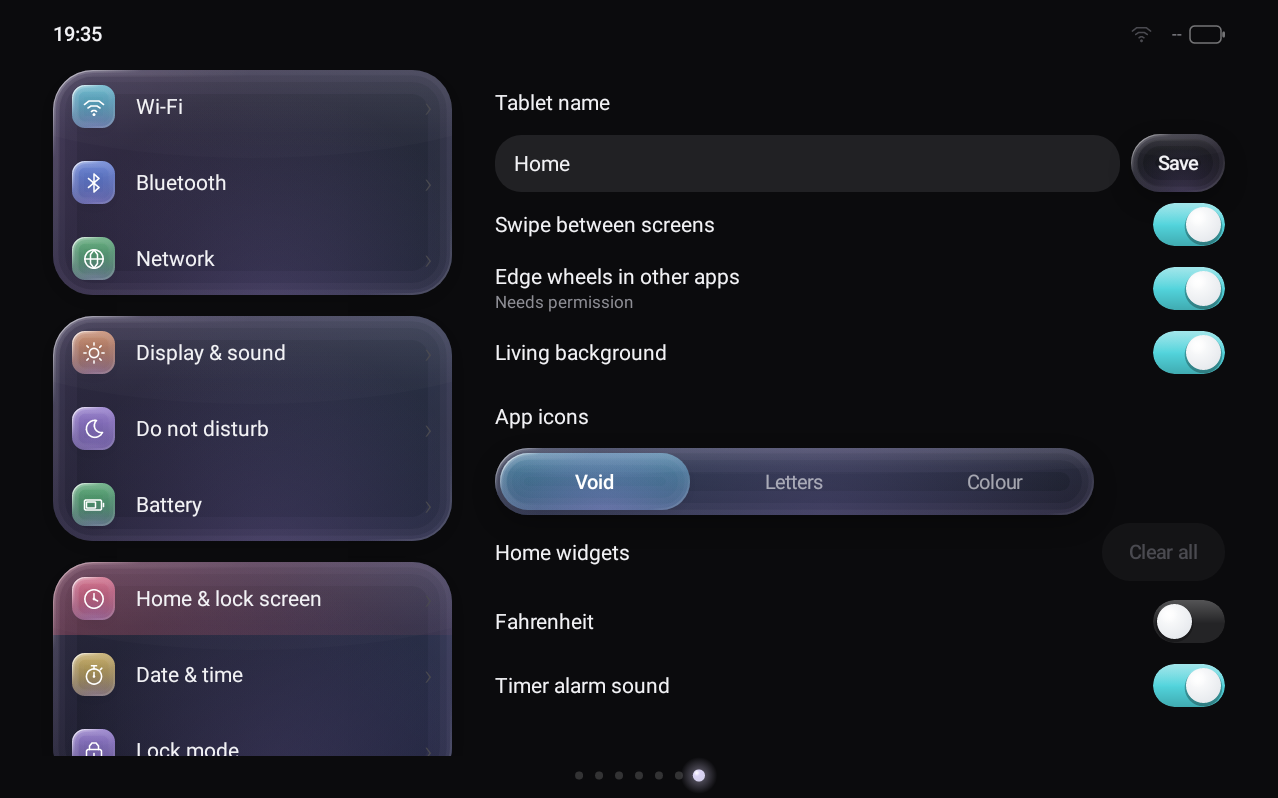 19:35
--
Wi-Fi
Bluetooth
Network
Display & sound
Do not disturb
Battery
Home & lock screen
Date & time
Lock mode
Tablet name
Home
Save
Swipe between screens
Edge wheels in other apps
Needs permission
Living background
App icons
Void Letters Colour
Home widgets
Clear all
Fahrenheit
Timer alarm sound